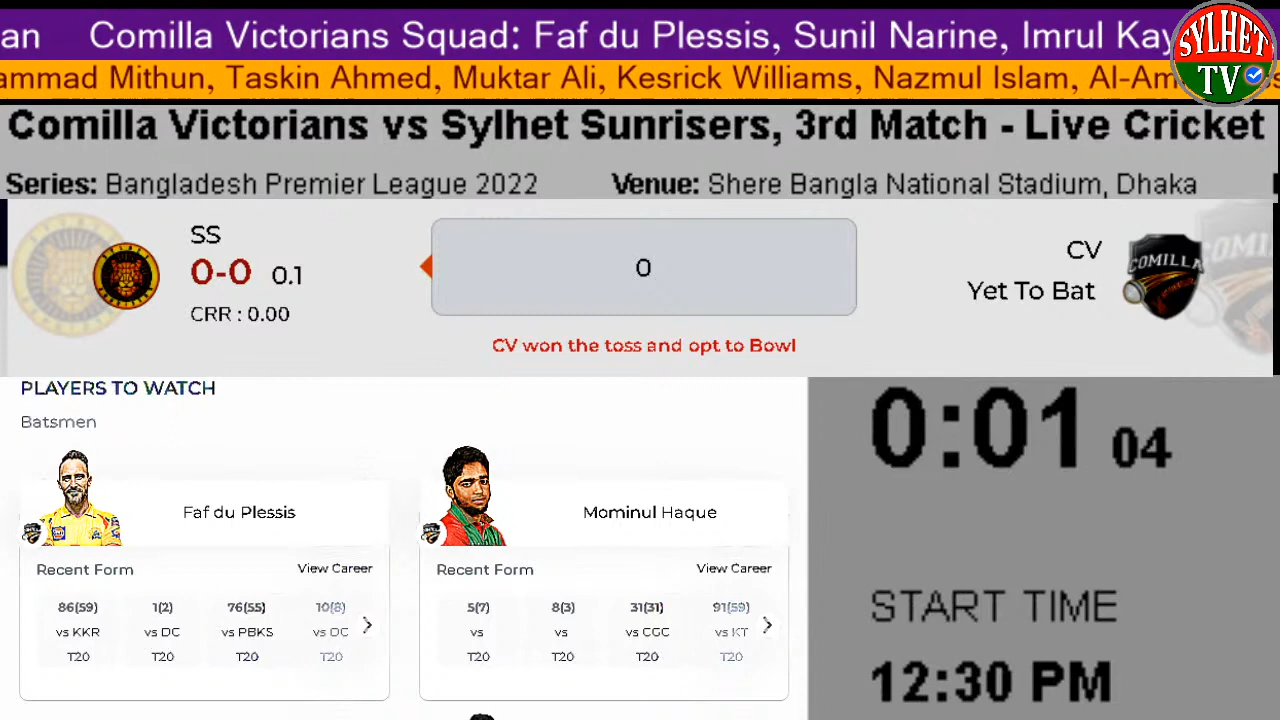 an Comilla Victorians Squad: Faf du Plessis, Sunil Narine, Imrul Kay
ammad Mithun, Taskin Ahmed, Muktar Ali, Kesrick Williams, Nazmul Islam, Al-Am
SYLHET
TV
Comilla Victorians vs Sylhet Sunrisers, 3rd Match - Live Cricket
Series: Bangladesh Premier League 2022 Venue: Shere Bangla National Stadium, Dhaka
SS
0-0 0.1
CRR : 0.00
0
CV won the toss and opt to Bowl
CV
Yet To Bat
COMILLA
PLAYERS TO WATCH
Batsmen
Faf du Plessis
Recent Form View Career
86(59) 1(2) 76(55) 10(8)
vs KKR vs DC vs PBKS vs DC
T20 T20 T20 T20
Mominul Haque
Recent Form View Career
5(7) 8(3) 31(31) 91(59)
vs vs vs CGC vs KT
T20 T20 T20 T20
0:01 04
START TIME
12:30 PM